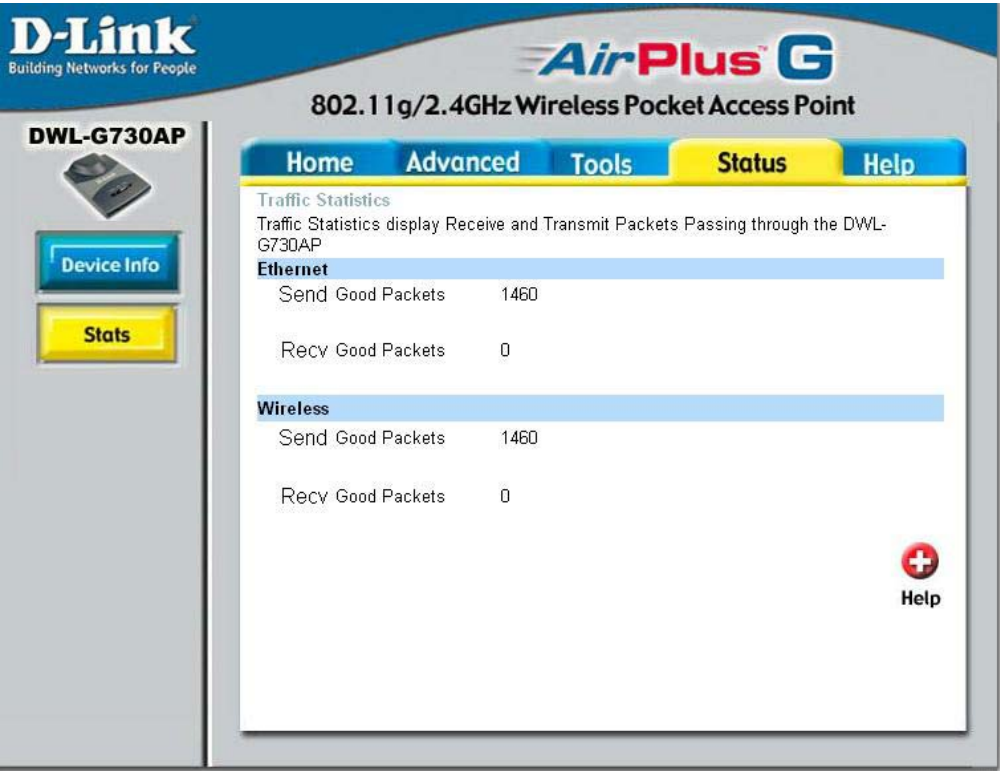 D-Link
Building Networks for People
AirPlus™ G
802.11g/2.4GHz Wireless Pocket Access Point
DWL-G730AP
Home Advanced Tools Status Help
Device Info
Stats
Traffic Statistics
Traffic Statistics display Receive and Transmit Packets Passing through the DWL-
G730AP
Ethernet
Send Good Packets 1460
Recv Good Packets 0
Wireless
Send Good Packets 1460
Recv Good Packets 0
Help